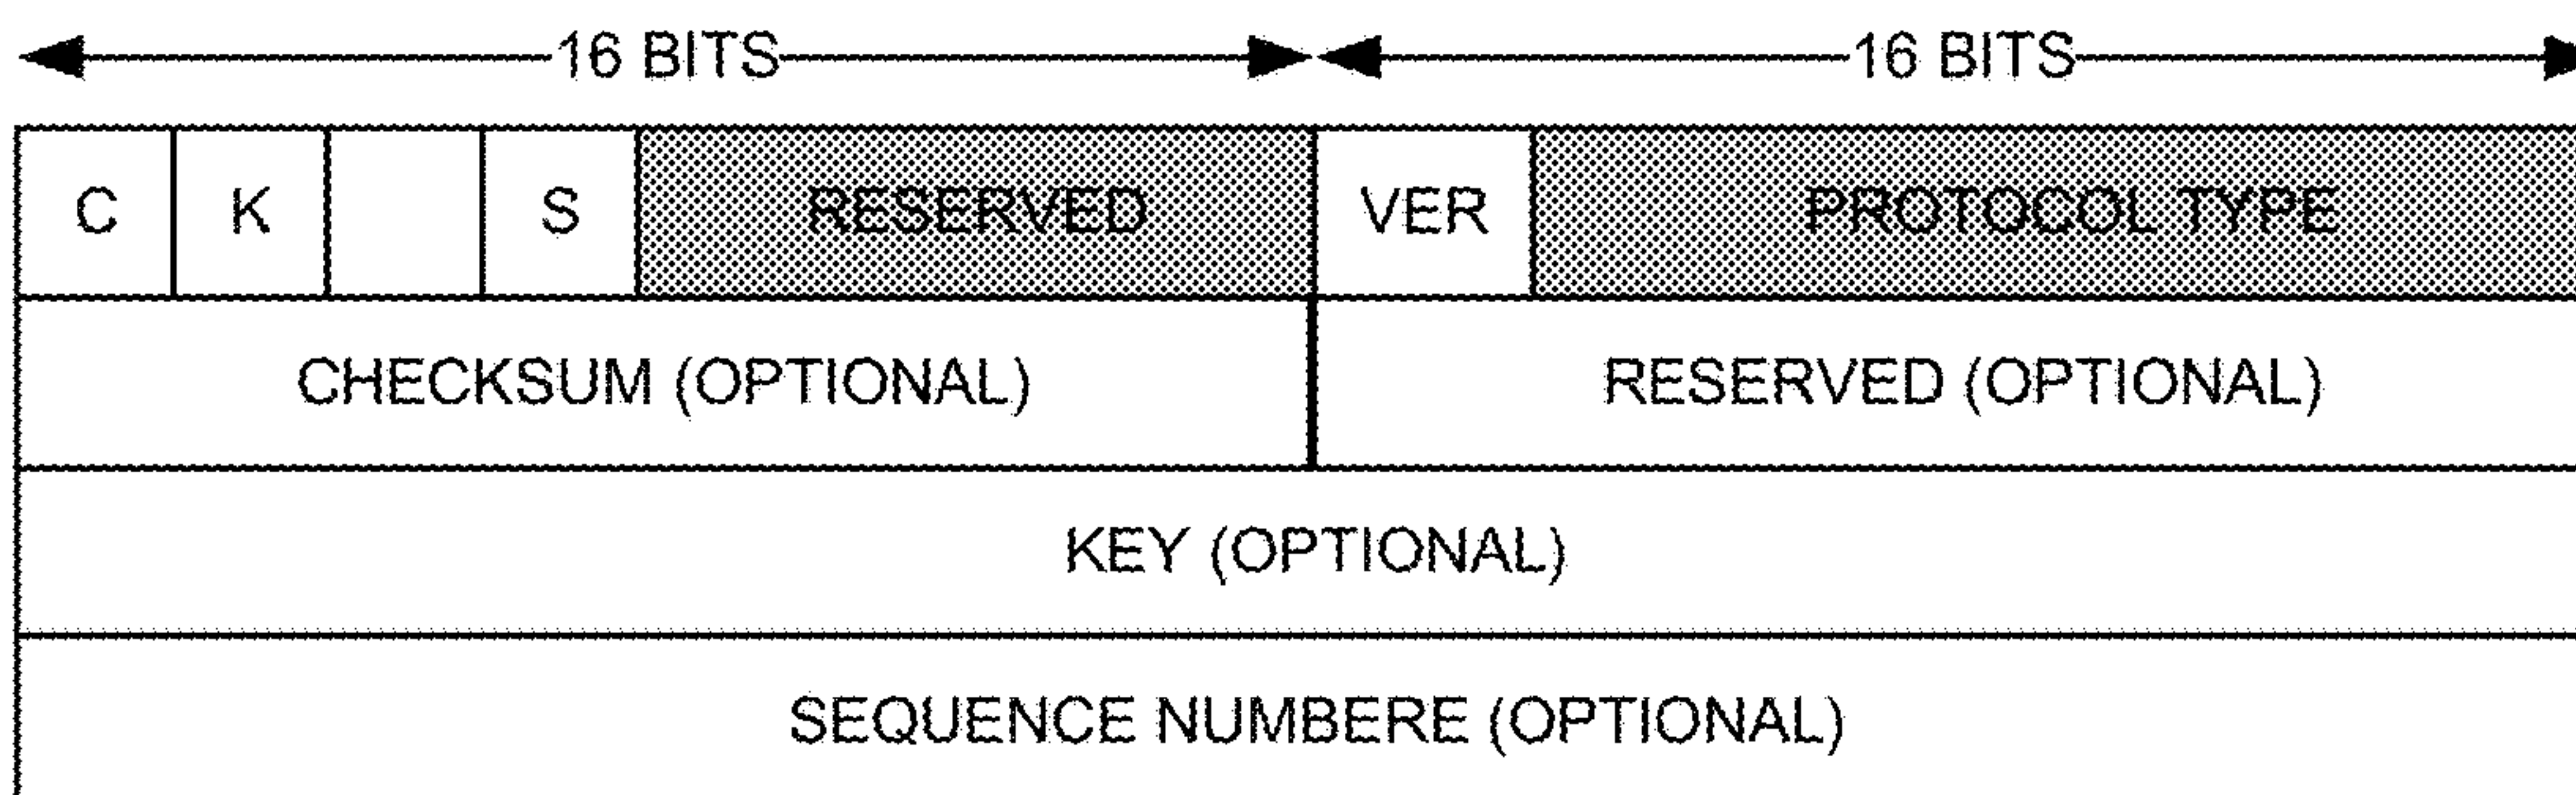 16 BITS 16 BITS
C K S RESERVED VER PROTOCOL TYPE
CHECKSUM (OPTIONAL) RESERVED (OPTIONAL)
KEY (OPTIONAL)
SEQUENCE NUMBERE (OPTIONAL)